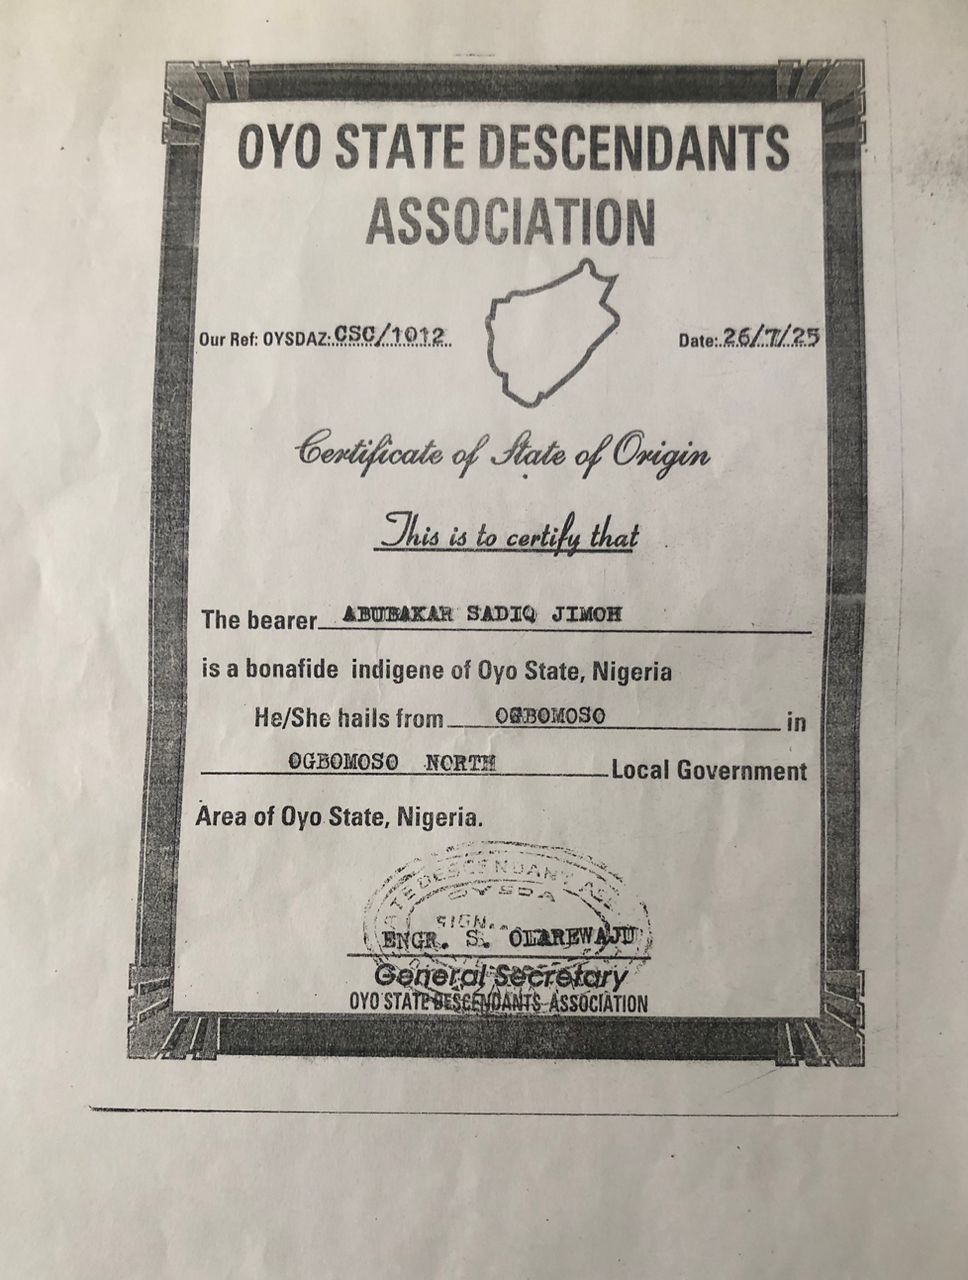 OYO STATE DESCENDANTS
ASSOCIATION
Our Ref: OYSDAZ: CSC/1012 Date: 26/7/25
Certificate of State of Origin
This is to certify that
The bearer ABUBAKAR SADIQ JIMOH
is a bonafide indigene of Oyo State, Nigeria
He/She hails from OGBOMOSO in
OGBOMOSO NORTH Local Government
Area of Oyo State, Nigeria.
DESCENDANT
OYSDA
SIGN...
ENGR. S. OLAREWAJU
General Secretary
OYO STATE DESCENDANTS ASSOCIATION